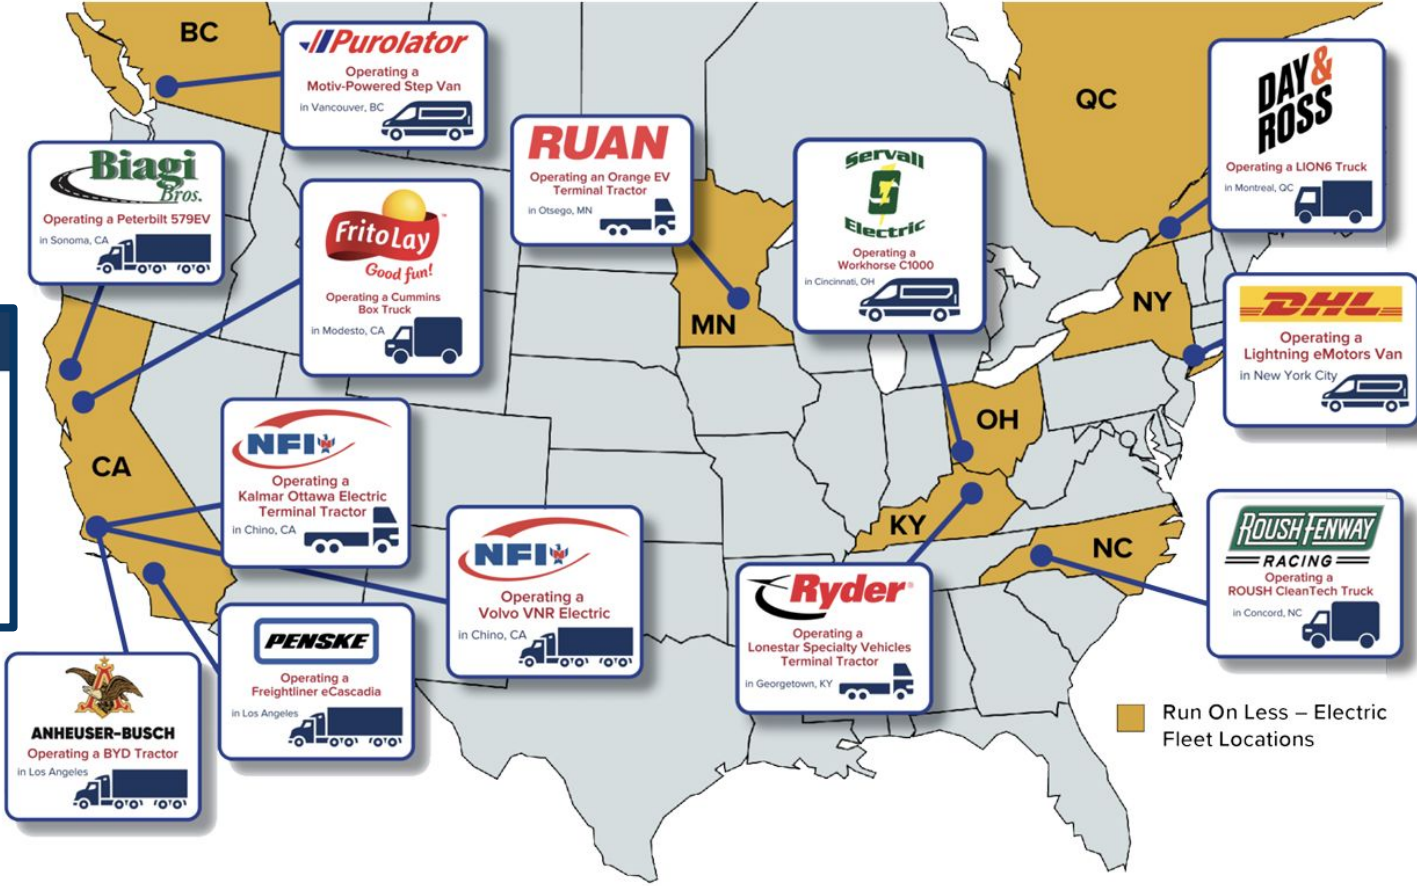 BC
Purolator
Operating a
Motiv-Powered Step Van
in Vancouver, BC
Biagi
Bros.
Operating a Peterbilt 579EV
in Sonoma, CA
FritoLay
Good fun!
Operating a Cummins
Box Truck
in Modesto, CA
RUAN
Operating an Orange EV
Terminal Tractor
in Otsego, MN
MN
Servall
S
Electric
Operating a
Workhorse C1000
in Cincinnati, OH
QC
DAY &
ROSS
Operating a LION6 Truck
in Montreal, QC
NY
DHL
Operating a
Lightning eMotors Van
in New York City
CA
NFI
Operating a
Kalmar Ottawa Electric
Terminal Tractor
in Chino, CA
NFI
Operating a
Volvo VNR Electric
in Chino, CA
OH
KY
NC
Ryder®
Operating a
Lonestar Specialty Vehicles
Terminal Tractor
in Georgetown, KY
ROUSH FENWAY
RACING
Operating a
ROUSH CleanTech Truck
in Concord, NC
PENSKE
Operating a
Freightliner eCascadia
in Los Angeles
ANHEUSER-BUSCH
Operating a BYD Tractor
in Los Angeles
Run On Less – Electric
Fleet Locations